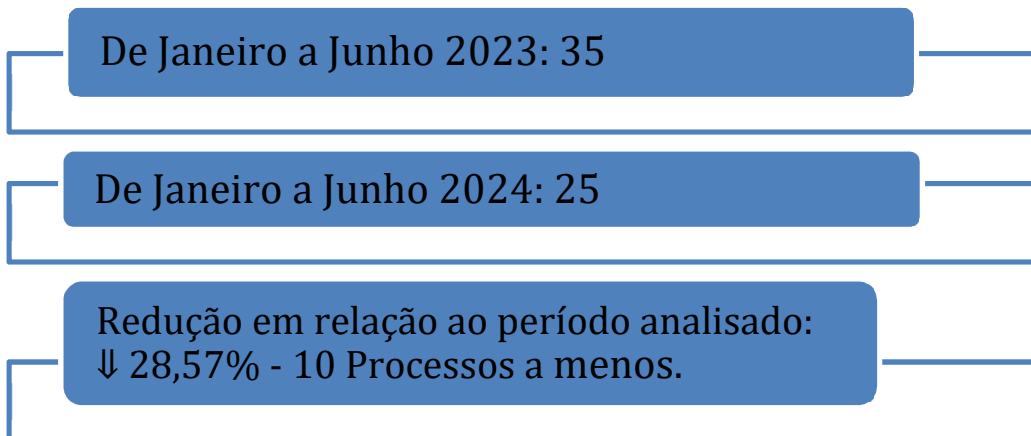 De Janeiro a Junho 2023: 35
De Janeiro a Junho 2024: 25
Redução em relação ao período analisado:
⇓ 28,57% - 10 Processos a menos.